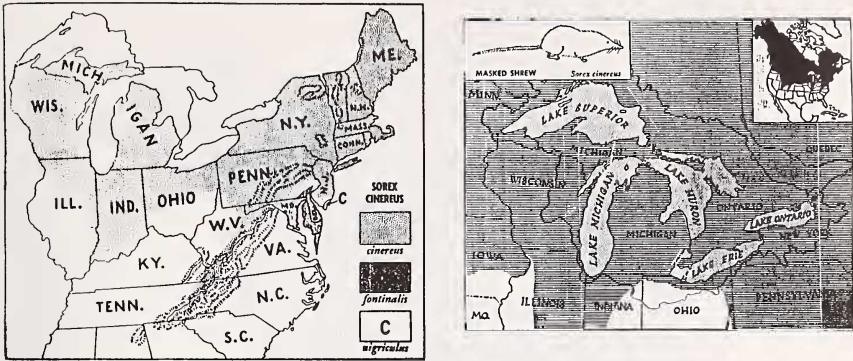 MICH
IGAN
WIS.
ME.
N.H.
N.Y.
MASS.
CONN.
PENN.
N.J.
C
ILL.
IND.
OHIO
W.V.
MD.
VA.
KY.
TENN.
N.C.
S.C.
SOREX
CINEREUS
cinereus
fontinalis
C
nigriculus
MASKED SHREW Sorex cinereus
MINN
LAKE SUPERIOR
MICHIGAN
QUEBEC
WISCONSIN
LAKE MICHIGAN
LAKE HURON
ONTARIO
LAKE ONTARIO
MICHIGAN
NEW YORK
LAKE ERIE
IOWA
PENNSYLVANIA
ILLINOIS
INDIANA
OHIO
MO.